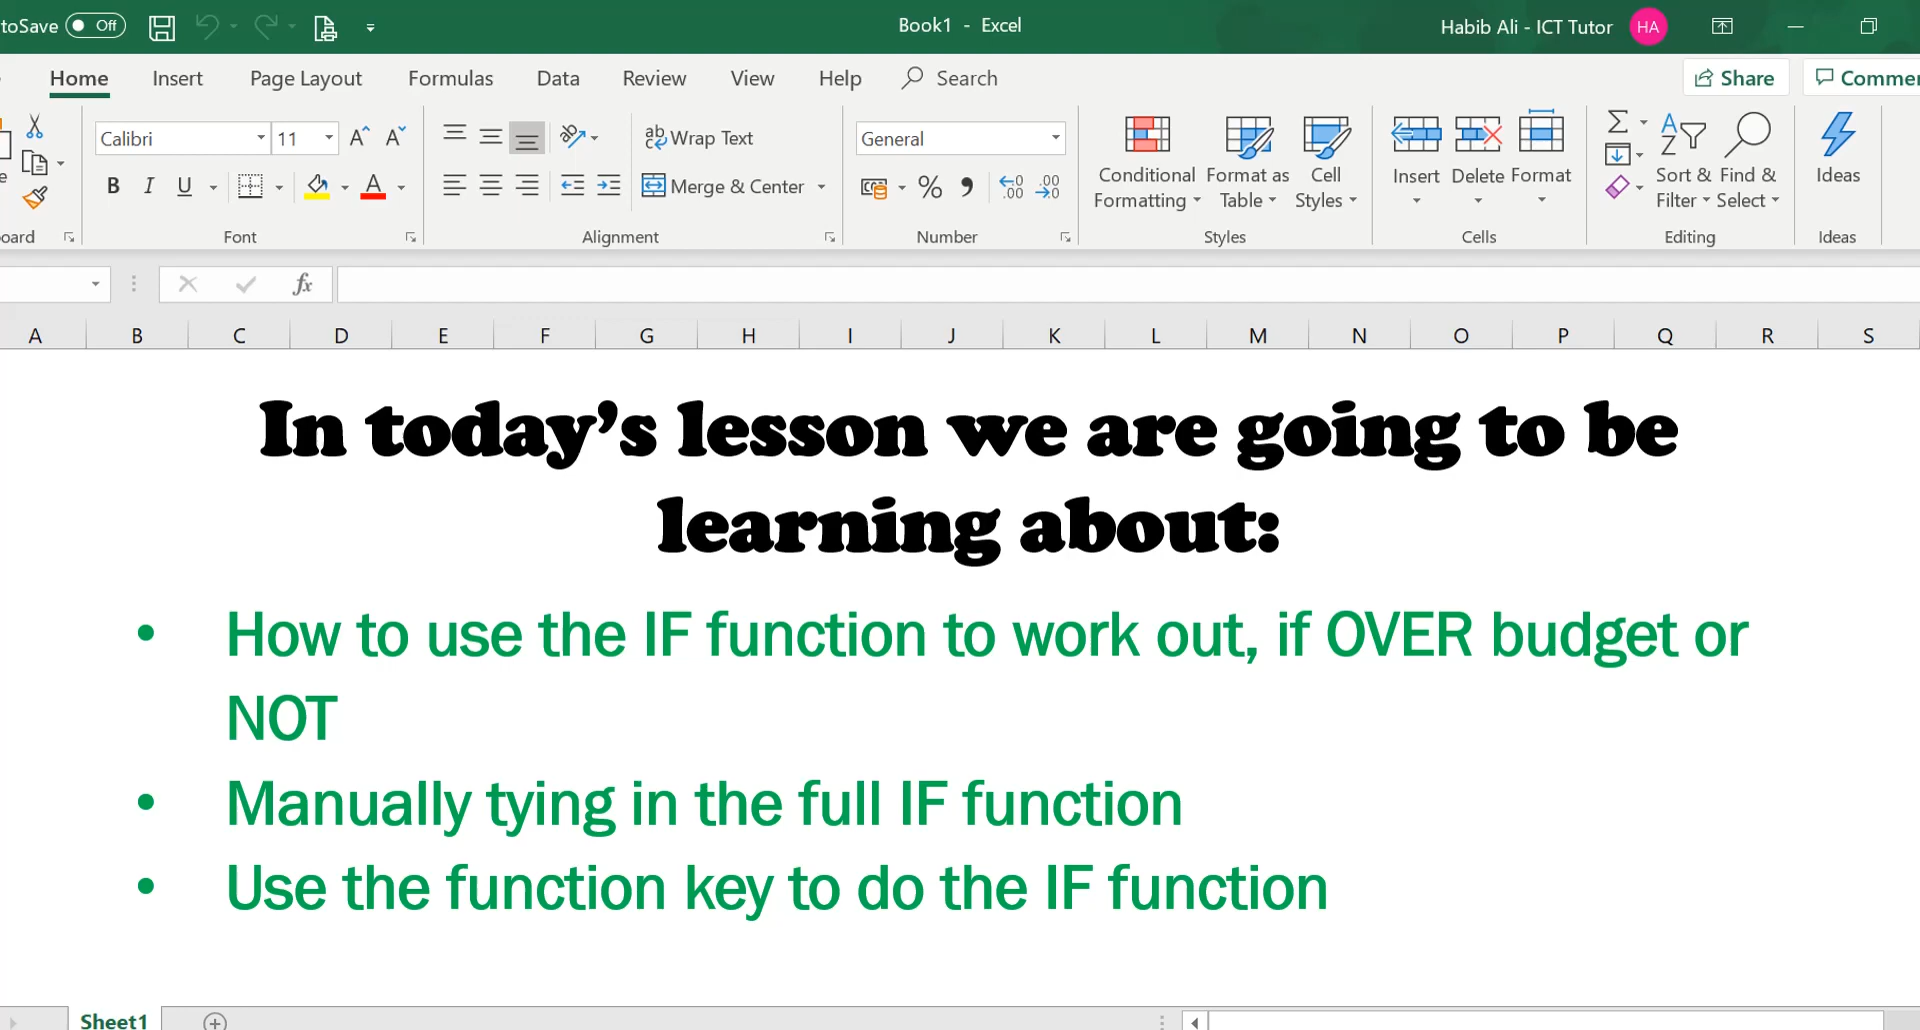 toSave Off Book1 - Excel Habib Ali - ICT Tutor HA
Home Insert Page Layout Formulas Data Review View Help Search Share Commen
Calibri 11 A A ab Wrap Text General
Conditional Format as Cell Insert Delete Format Sort & Find & Ideas
B I U A Merge & Center % , .00 .00
Formatting Table Styles Filter Select
oard Font Alignment Number Styles Cells Editing Ideas
fx
A B C D E F G H I J K L M N O P Q R S
In today’s lesson we are going to be
learning about:
• How to use the IF function to work out, if OVER budget or
NOT
• Manually tying in the full IF function
• Use the function key to do the IF function
Sheet1